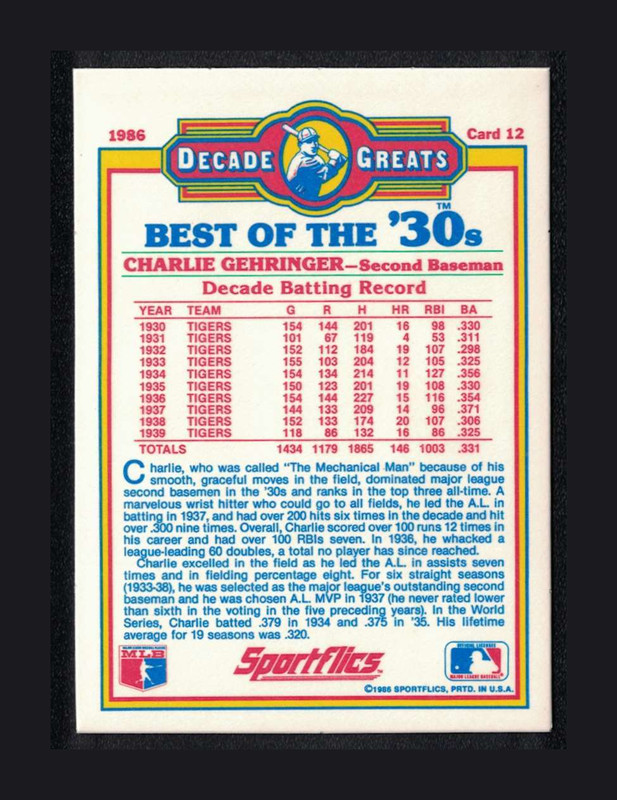 1986
Card 12
DECADE GREATS
BEST OF THE '30s™
CHARLIE GEHRINGER—Second Baseman
Decade Batting Record
YEAR TEAM G R H HR RBI BA
1930 TIGERS 154 144 201 16 98 .330
1931 TIGERS 101 67 119 4 53 .311
1932 TIGERS 152 112 184 19 107 .298
1933 TIGERS 155 103 204 12 105 .325
1934 TIGERS 154 134 214 11 127 .356
1935 TIGERS 150 123 201 19 108 .330
1936 TIGERS 154 144 227 15 116 .354
1937 TIGERS 144 133 209 14 96 .371
1938 TIGERS 152 133 174 20 107 .306
1939 TIGERS 118 86 132 16 86 .325
TOTALS 1434 1179 1865 146 1003 .331
Charlie, who was called "The Mechanical Man" because of his
smooth, graceful moves in the field, dominated major league
second basemen in the '30s and ranks in the top three all-time. A
marvelous wrist hitter who could go to all fields, he led the A.L. in
batting in 1937, and had over 200 hits six times in the decade and hit
over .300 nine times. Overall, Charlie scored over 100 runs 12 times in
his career and had over 100 RBIs seven. In 1936, he whacked a
league-leading 60 doubles, a total no player has since reached.
Charlie excelled in the field as he led the A.L. in assists seven
times and in fielding percentage eight. For six straight seasons
(1933-38), he was selected as the major league's outstanding second
baseman and he was chosen A.L. MVP in 1937 (he never rated lower
than sixth in the voting in the five preceding years). In the World
Series, Charlie batted .379 in 1934 and .375 in '35. His lifetime
average for 19 seasons was .320.
MLB
Sportflics
OFFICIAL LICENSEE
MAJOR LEAGUE BASEBALL
©1986 SPORTFLICS, PRTD. IN U.S.A.